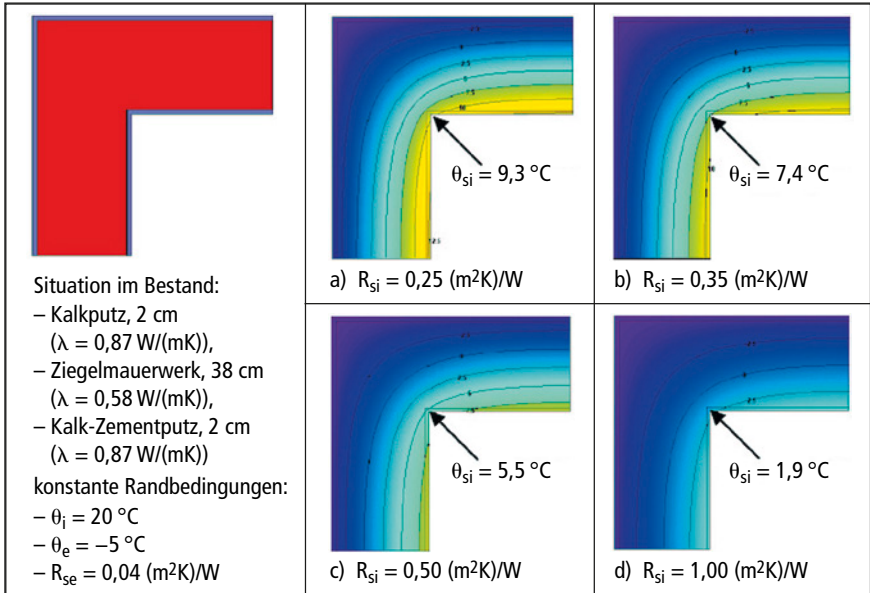 Situation im Bestand:
– Kalkputz, 2 cm
(λ = 0,87 W/(mK)),
– Ziegelmauerwerk, 38 cm
(λ = 0,58 W/(mK)),
– Kalk-Zementputz, 2 cm
(λ = 0,87 W/(mK))
konstante Randbedingungen:
– θi = 20 °C
– θe = –5 °C
– Rse = 0,04 (m²K)/W
θsi = 9,3 °C
a) Rsi = 0,25 (m²K)/W
θsi = 7,4 °C
b) Rsi = 0,35 (m²K)/W
θsi = 5,5 °C
c) Rsi = 0,50 (m²K)/W
θsi = 1,9 °C
d) Rsi = 1,00 (m²K)/W